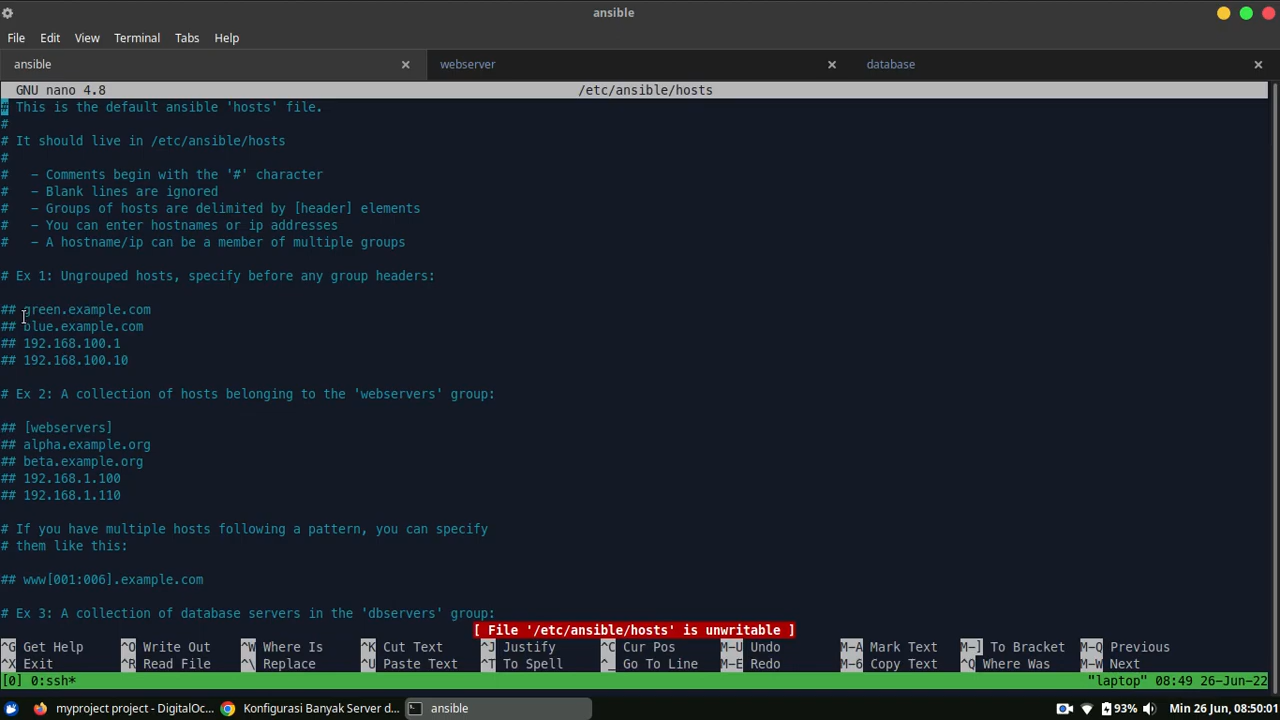 ansible
File Edit View Terminal Tabs Help
ansible webserver database
GNU nano 4.8 /etc/ansible/hosts
# This is the default ansible 'hosts' file.
#
# It should live in /etc/ansible/hosts
#
#   - Comments begin with the '#' character
#   - Blank lines are ignored
#   - Groups of hosts are delimited by [header] elements
#   - You can enter hostnames or ip addresses
#   - A hostname/ip can be a member of multiple groups
# Ex 1: Ungrouped hosts, specify before any group headers:
## green.example.com
## blue.example.com
## 192.168.100.1
## 192.168.100.10
# Ex 2: A collection of hosts belonging to the 'webservers' group:
## [webservers]
## alpha.example.org
## beta.example.org
## 192.168.1.100
## 192.168.1.110
# If you have multiple hosts following a pattern, you can specify
# them like this:
## www[001:006].example.com
# Ex 3: A collection of database servers in the 'dbservers' group:
[ File '/etc/ansible/hosts' is unwritable ]
^G Get Help ^O Write Out ^W Where Is ^K Cut Text ^J Justify ^C Cur Pos M-U Undo M-A Mark Text M-] To Bracket M-Q Previous
^X Exit ^R Read File ^\ Replace ^U Paste Text ^T To Spell ^_ Go To Line M-E Redo M-6 Copy Text ^Q Where Was M-W Next
[0] 0:ssh* "laptop" 08:49 26-Jun-22
myproject project - DigitalOc... Konfigurasi Banyak Server d... ansible 93% Min 26 Jun, 08:50:01